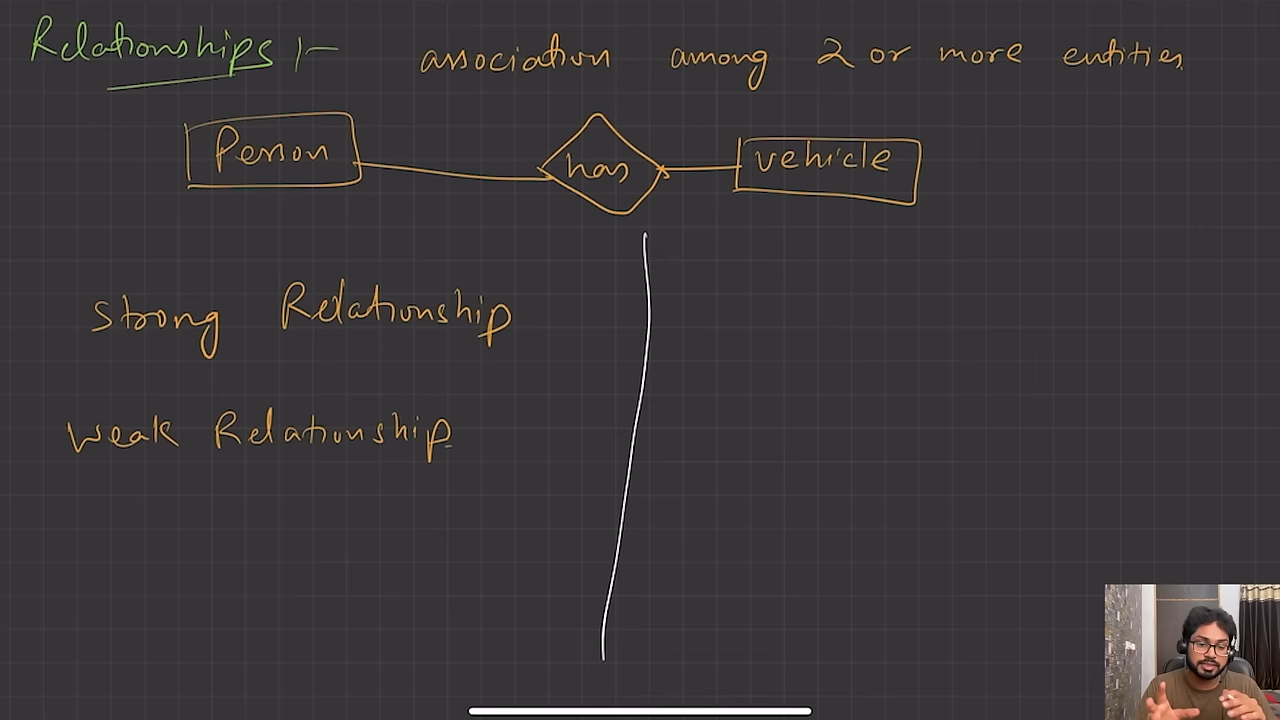 Relationships :- association among 2 or more entities
Person has vehicle
Strong Relationship
Weak Relationship